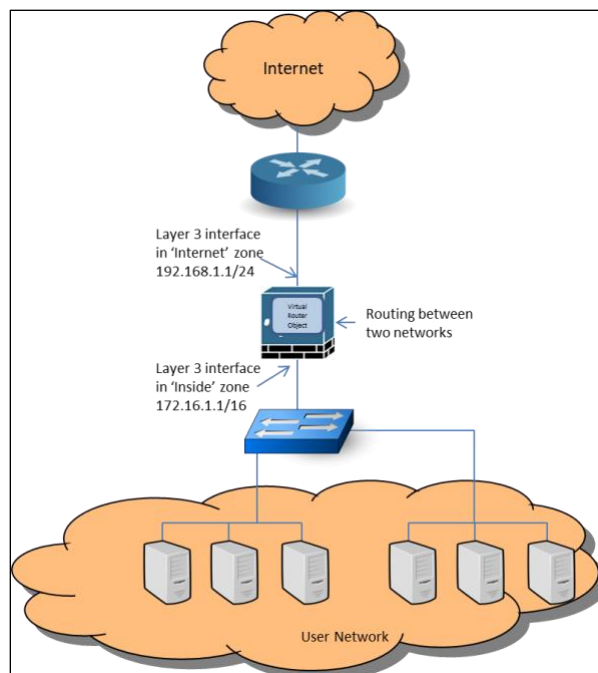 Internet
Layer 3 interface
in ‘Internet’ zone
192.168.1.1/24
Virtual
Router
Object
Routing between
two networks
Layer 3 interface
in ‘Inside’ zone
172.16.1.1/16
User Network